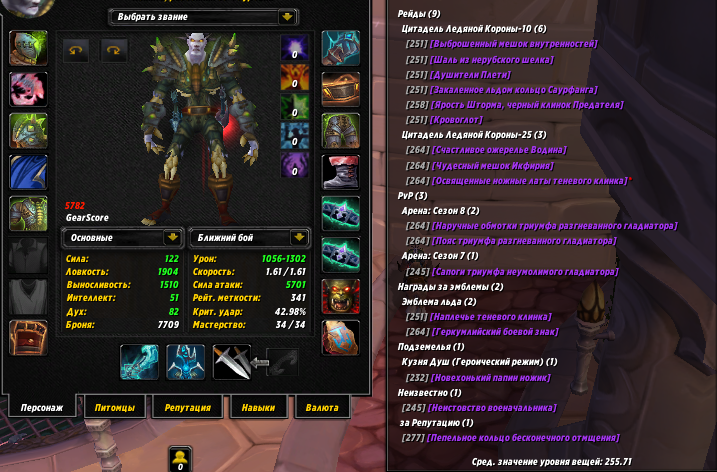 Выбрать звание
0
0
0
0
0
5782
GearScore
Основные
Ближний бой
Сила: 122
Ловкость: 1904
Выносливость: 1510
Интеллект: 51
Дух: 82
Броня: 7709
Урон: 1056-1302
Скорость: 1.61/1.61
Сила атаки: 5701
Рейт. меткости: 341
Крит. удар: 42.98%
Мастерство: 34/34
Персонаж
Питомцы
Репутация
Навыки
Валюта
0
Рейды (9)
Цитадель Ледяной Короны-10 (6)
[251] [Выброшенный мешок внутренностей]
[251] [Шаль из нерубского шелка]
[251] [Душители Плети]
[251] [Закаленное льдом кольцо Саурфанга]
[258] [Ярость Шторма, черный клинок Предателя]
[251] [Кровоглот]
Цитадель Ледяной Короны-25 (3)
[264] [Счастливое ожерелье Водина]
[264] [Чудесный мешок Икфирия]
[264] [Освященные ножные латы теневого клинка]*
PvP (3)
Арена: Сезон 8 (2)
[264] [Наручные обмотки триумфа разгневанного гладиатора]
[264] [Пояс триумфа разгневанного гладиатора]
Арена: Сезон 7 (1)
[245] [Сапоги триумфа неумолимого гладиатора]
Награды за эмблемы (2)
Эмблема льда (2)
[251] [Наплечье теневого клинка]
[264] [Геркумлийский боевой знак]
Подземелья (1)
Кузня Душ (Героический режим) (1)
[232] [Новехонький папин ножик]
Неизвестно (1)
[245] [Неистовство военачальника]
за Репутацию (1)
[277] [Пепельное кольцо бесконечного отмщения]
Сред. значение уровня вещей: 255.71